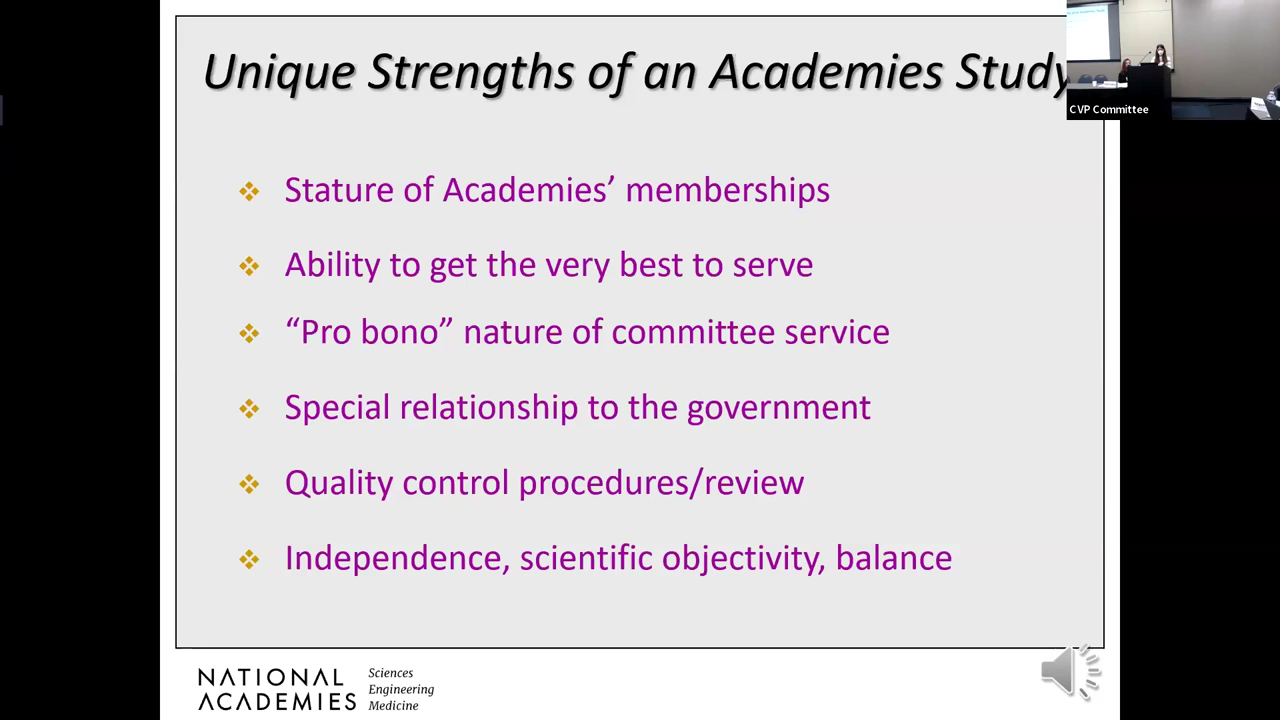 Unique Strengths of an Academies Study
CVP Committee
Stature of Academies’ memberships
Ability to get the very best to serve
“Pro bono” nature of committee service
Special relationship to the government
Quality control procedures/review
Independence, scientific objectivity, balance
NATIONAL
ACADEMIES
Sciences
Engineering
Medicine